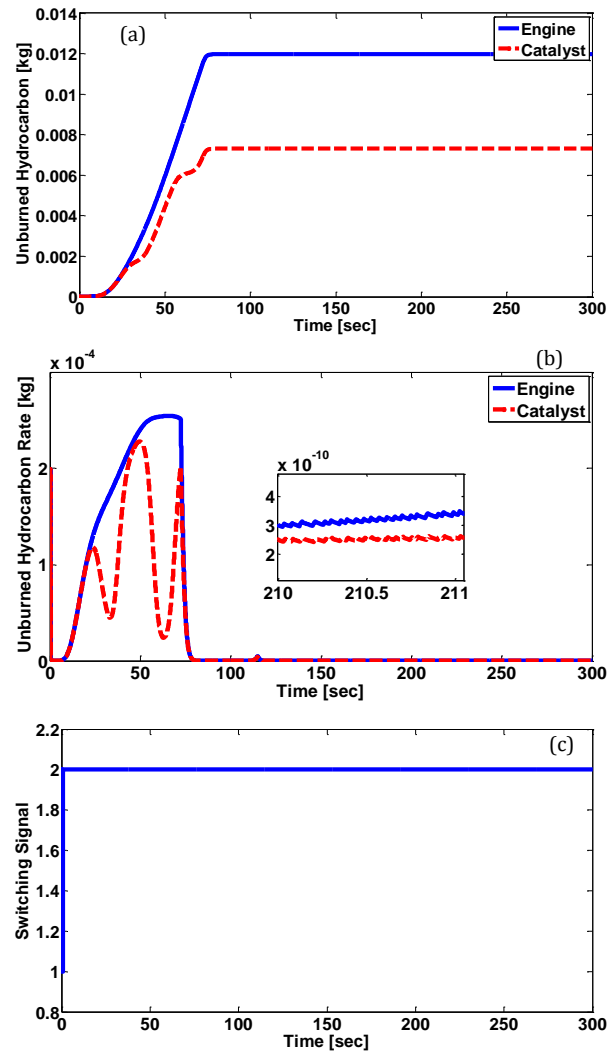 0.014
(a)
Engine
Catalyst
0.012
0.01
0.008
0.006
0.004
0.002
0
Unburned Hydrocarbon [kg]
0 50 100 150 200 250 300
Time [sec]
x 10^-4
(b)
Engine
Catalyst
2
1
0
Unburned Hydrocarbon Rate [kg]
x 10^-10
4
3
2
210 210.5 211
0 50 100 150 200 250 300
Time [sec]
2.2
(c)
2
1.8
1.6
1.4
1.2
1
0.8
Switching Signal
0 50 100 150 200 250 300
Time [sec]